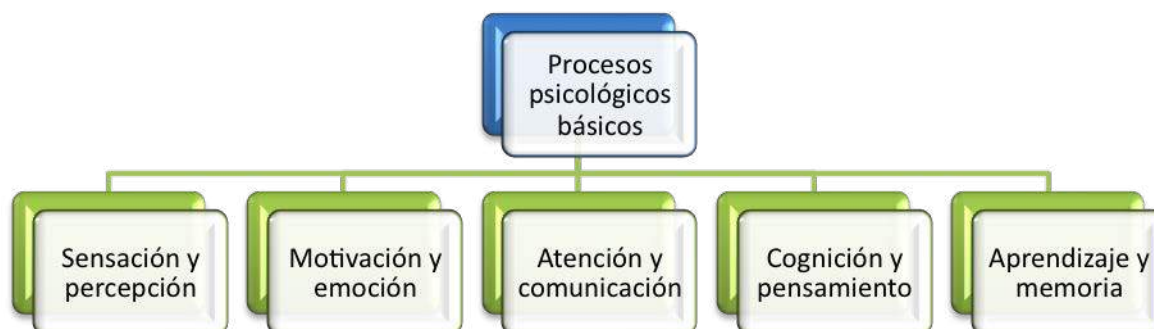 Procesos
psicológicos
básicos
Sensación y
percepción
Motivación y
emoción
Atención y
comunicación
Cognición y
pensamiento
Aprendizaje y
memoria